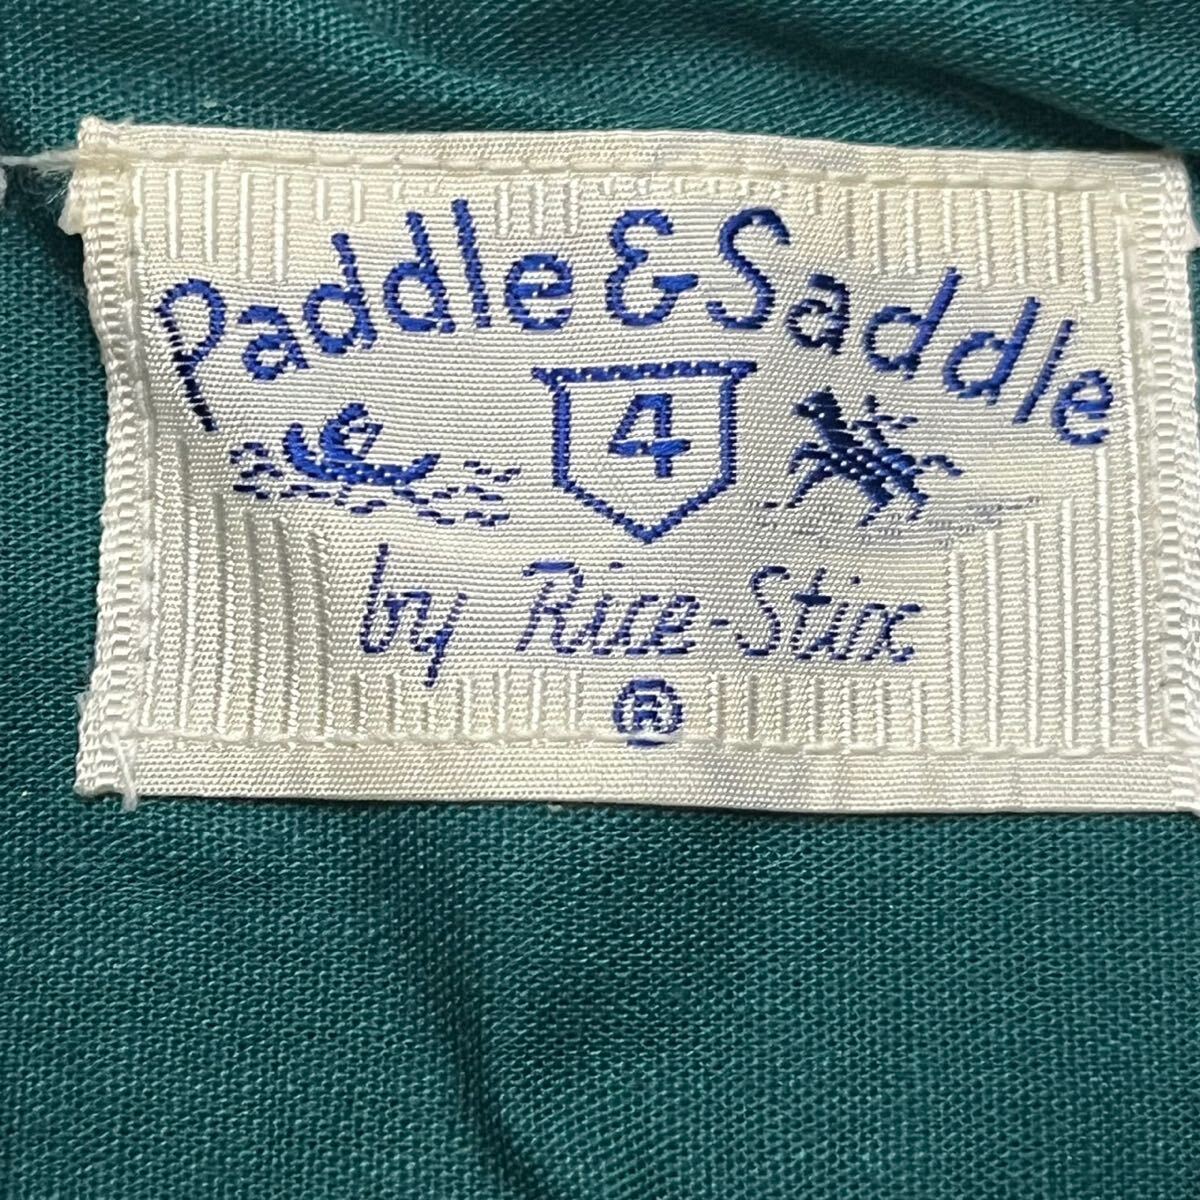 Paddle & Saddle
4
by Rice-Stix
®